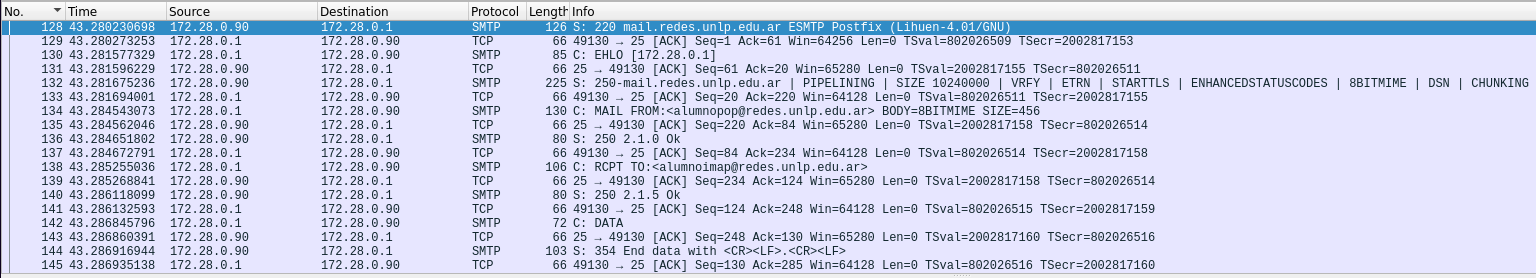 No. Time Source Destination Protocol Length Info
128 43.280230698 172.28.0.90 172.28.0.1 SMTP 126 S: 220 mail.redes.unlp.edu.ar ESMTP Postfix (Lihuen-4.01/GNU)
129 43.280273253 172.28.0.1 172.28.0.90 TCP 66 49130 → 25 [ACK] Seq=1 Ack=61 Win=64256 Len=0 TSval=802026509 TSecr=2002817153
130 43.281577329 172.28.0.1 172.28.0.90 SMTP 85 C: EHLO [172.28.0.1]
131 43.281596229 172.28.0.90 172.28.0.1 TCP 66 25 → 49130 [ACK] Seq=61 Ack=20 Win=65280 Len=0 TSval=2002817155 TSecr=802026511
132 43.281675236 172.28.0.90 172.28.0.1 SMTP 225 S: 250-mail.redes.unlp.edu.ar | PIPELINING | SIZE 10240000 | VRFY | ETRN | STARTTLS | ENHANCEDSTATUSCODES | 8BITMIME | DSN | CHUNKING
133 43.281694001 172.28.0.1 172.28.0.90 TCP 66 49130 → 25 [ACK] Seq=20 Ack=220 Win=64128 Len=0 TSval=802026511 TSecr=2002817155
134 43.284543073 172.28.0.1 172.28.0.90 SMTP 130 C: MAIL FROM:<alumnopop@redes.unlp.edu.ar> BODY=8BITMIME SIZE=456
135 43.284562046 172.28.0.90 172.28.0.1 TCP 66 25 → 49130 [ACK] Seq=220 Ack=84 Win=65280 Len=0 TSval=2002817158 TSecr=802026514
136 43.284651802 172.28.0.90 172.28.0.1 SMTP 80 S: 250 2.1.0 Ok
137 43.284672791 172.28.0.1 172.28.0.90 TCP 66 49130 → 25 [ACK] Seq=84 Ack=234 Win=64128 Len=0 TSval=802026514 TSecr=2002817158
138 43.285255036 172.28.0.1 172.28.0.90 SMTP 106 C: RCPT TO:<alumnoimap@redes.unlp.edu.ar>
139 43.285268841 172.28.0.90 172.28.0.1 TCP 66 25 → 49130 [ACK] Seq=234 Ack=124 Win=65280 Len=0 TSval=2002817158 TSecr=802026514
140 43.286118099 172.28.0.90 172.28.0.1 SMTP 80 S: 250 2.1.5 Ok
141 43.286132593 172.28.0.1 172.28.0.90 TCP 66 49130 → 25 [ACK] Seq=124 Ack=248 Win=64128 Len=0 TSval=802026515 TSecr=2002817159
142 43.286845796 172.28.0.1 172.28.0.90 SMTP 72 C: DATA
143 43.286860391 172.28.0.90 172.28.0.1 TCP 66 25 → 49130 [ACK] Seq=248 Ack=130 Win=65280 Len=0 TSval=2002817160 TSecr=802026516
144 43.286916944 172.28.0.90 172.28.0.1 SMTP 103 S: 354 End data with <CR><LF>.<CR><LF>
145 43.286935138 172.28.0.1 172.28.0.90 TCP 66 49130 → 25 [ACK] Seq=130 Ack=285 Win=64128 Len=0 TSval=802026516 TSecr=2002817160